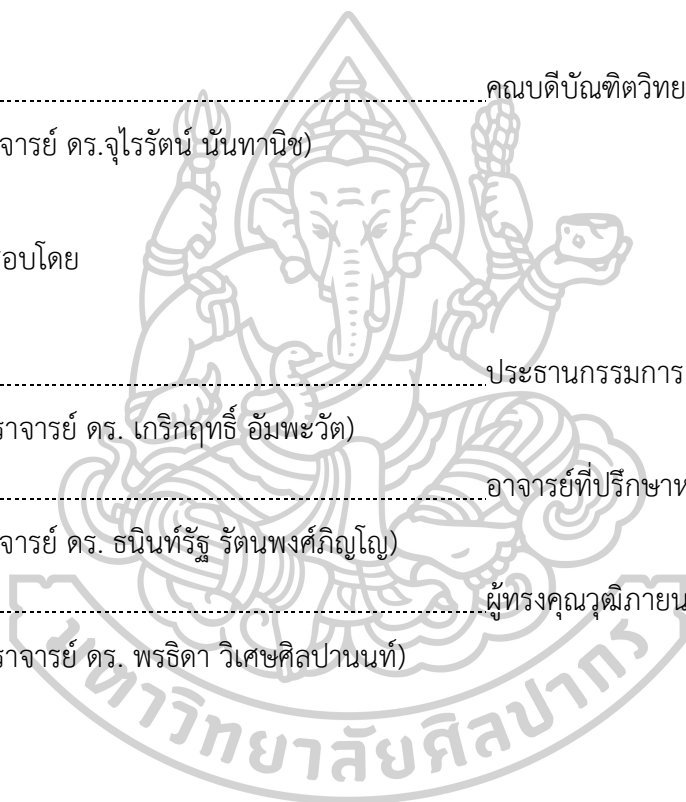 คณบดีบัณฑิตวิทย
จารย์ ดร.จุไรรัตน์ นันทานิช)
อบโดย
ประธานกรรมการ
ราจารย์ ดร. เกริกฤทธิ์ อัมพะวัต)
อาจารย์ที่ปรึกษาห
จารย์ ดร. ธนินท์รัฐ รัตนพงศ์ภิญโญ)
ผู้ทรงคุณวุฒิภายน
ราจารย์ ดร. พรธิดา วิเศษศิลปานนท์)
มหาวิทยาลัยศิลปากร